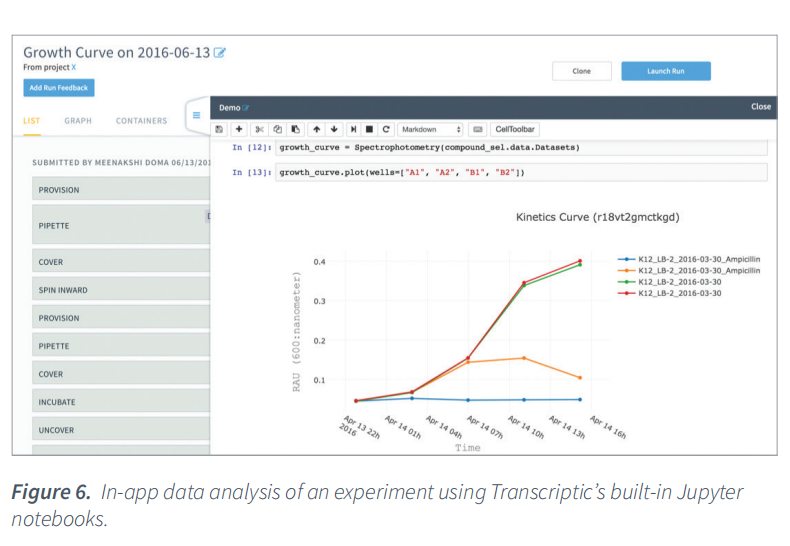 Growth Curve on 2016-06-13
From project X
Add Run Feedback
Clone
Launch Run
LIST GRAPH CONTAINERS
Demo
Close
Markdown
CellToolbar
In [12]: growth_curve = Spectrophotometry(compound_sel.data.Datasets)
In [13]: growth_curve.plot(wells=["A1", "A2", "B1", "B2"])
SUBMITTED BY MEENAKSHI DOMA 06/13/201
PROVISION
PIPETTE
COVER
SPIN INWARD
PROVISION
PIPETTE
COVER
INCUBATE
UNCOVER
Kinetics Curve (r18vt2gmctkgd)
K12_LB-2_2016-03-30_Ampicillin
K12_LB-2_2016-03-30_Ampicillin
K12_LB-2_2016-03-30
K12_LB-2_2016-03-30
RAU (600:nanometer)
0.4
0.3
0.2
0.1
Apr 13 22h
2016
Apr 14 01h
Apr 14 04h
Apr 14 07h
Apr 14 10h
Apr 14 13h
Apr 14 16h
Time
Figure 6. In-app data analysis of an experiment using Transcriptic's built-in Jupyter
notebooks.